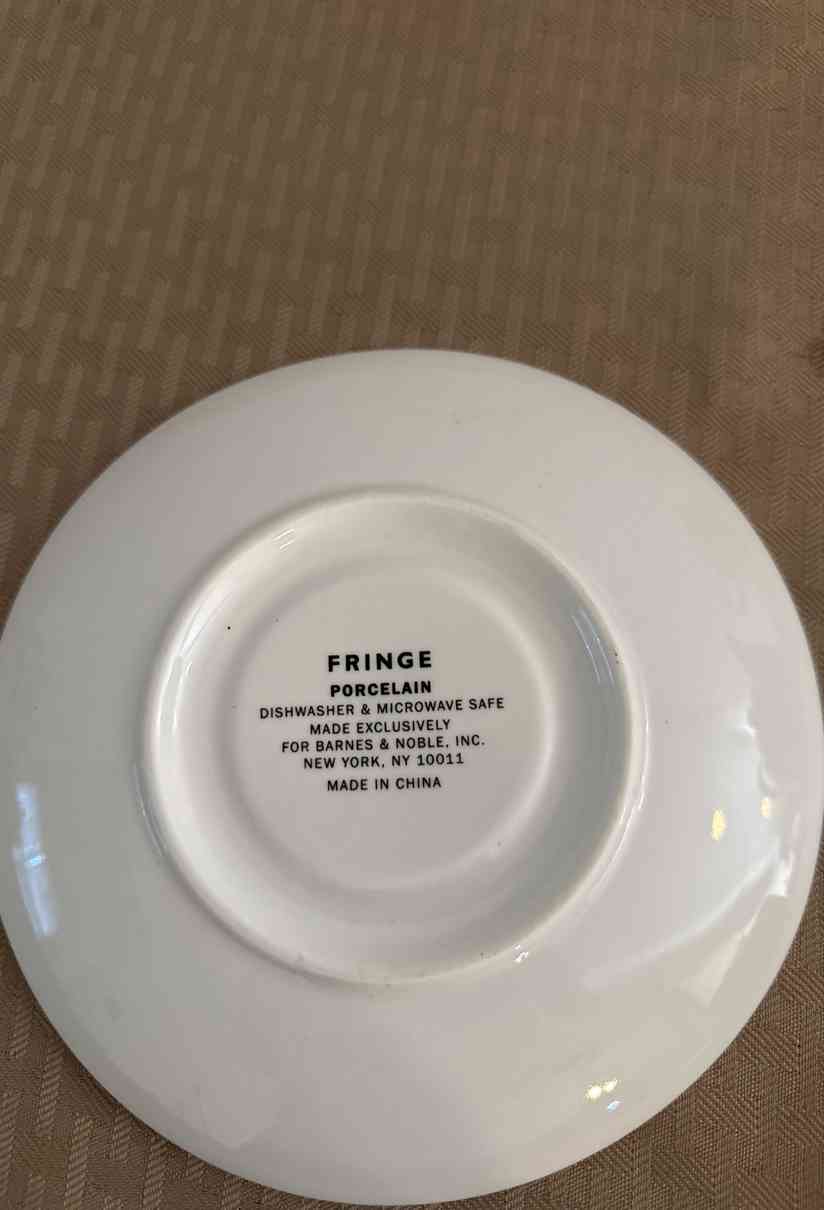 FRINGE
PORCELAIN
DISHWASHER & MICROWAVE SAFE
MADE EXCLUSIVELY
FOR BARNES & NOBLE, INC.
NEW YORK, NY 10011
MADE IN CHINA